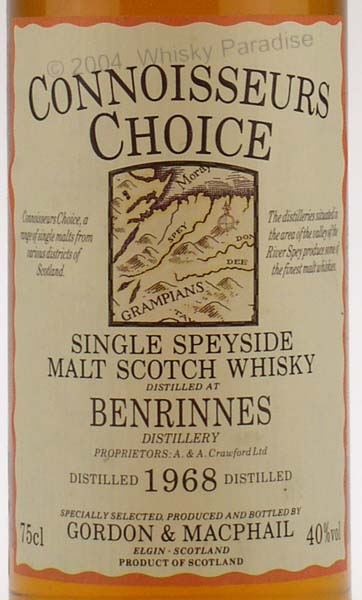 © 2004 Whisky Paradise
CONNOISSEURS
CHOICE
Connoisseurs Choice, a
range of single malts from
various districts of
Scotland.
Moray
SPEY
DON
DEE
GRAMPIANS
The distilleries situated in
the area of the valley of the
River Spey produce some of
the finest malt whiskies.
SINGLE SPEYSIDE
MALT SCOTCH WHISKY
DISTILLED AT
BENRINNES
DISTILLERY
PROPRIETORS: A. & A. Crawford Ltd
DISTILLED 1968 DISTILLED
SPECIALLY SELECTED, PRODUCED AND BOTTLED BY
75cl GORDON & MACPHAIL 40%vol
ELGIN · SCOTLAND
PRODUCT OF SCOTLAND